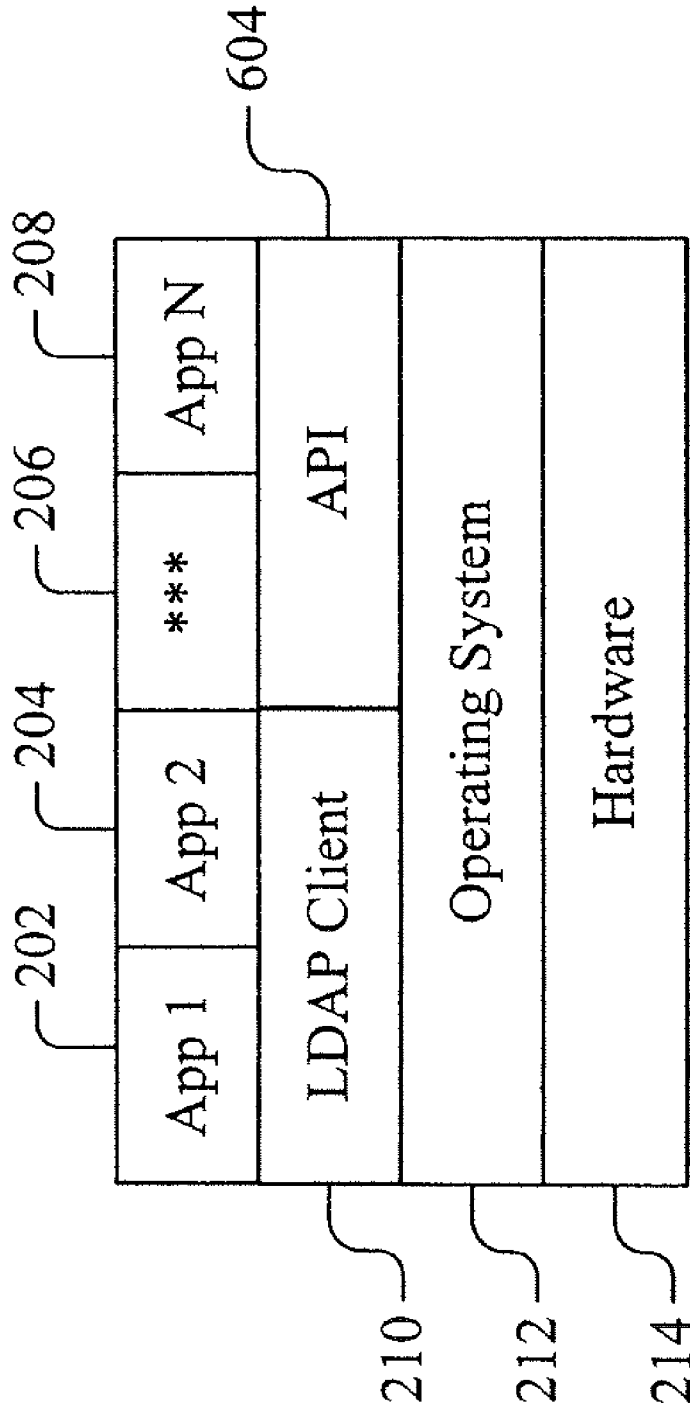 202 204 206 208
App 1 App 2 *** App N
604
LDAP Client API
210
Operating System
212
Hardware
214